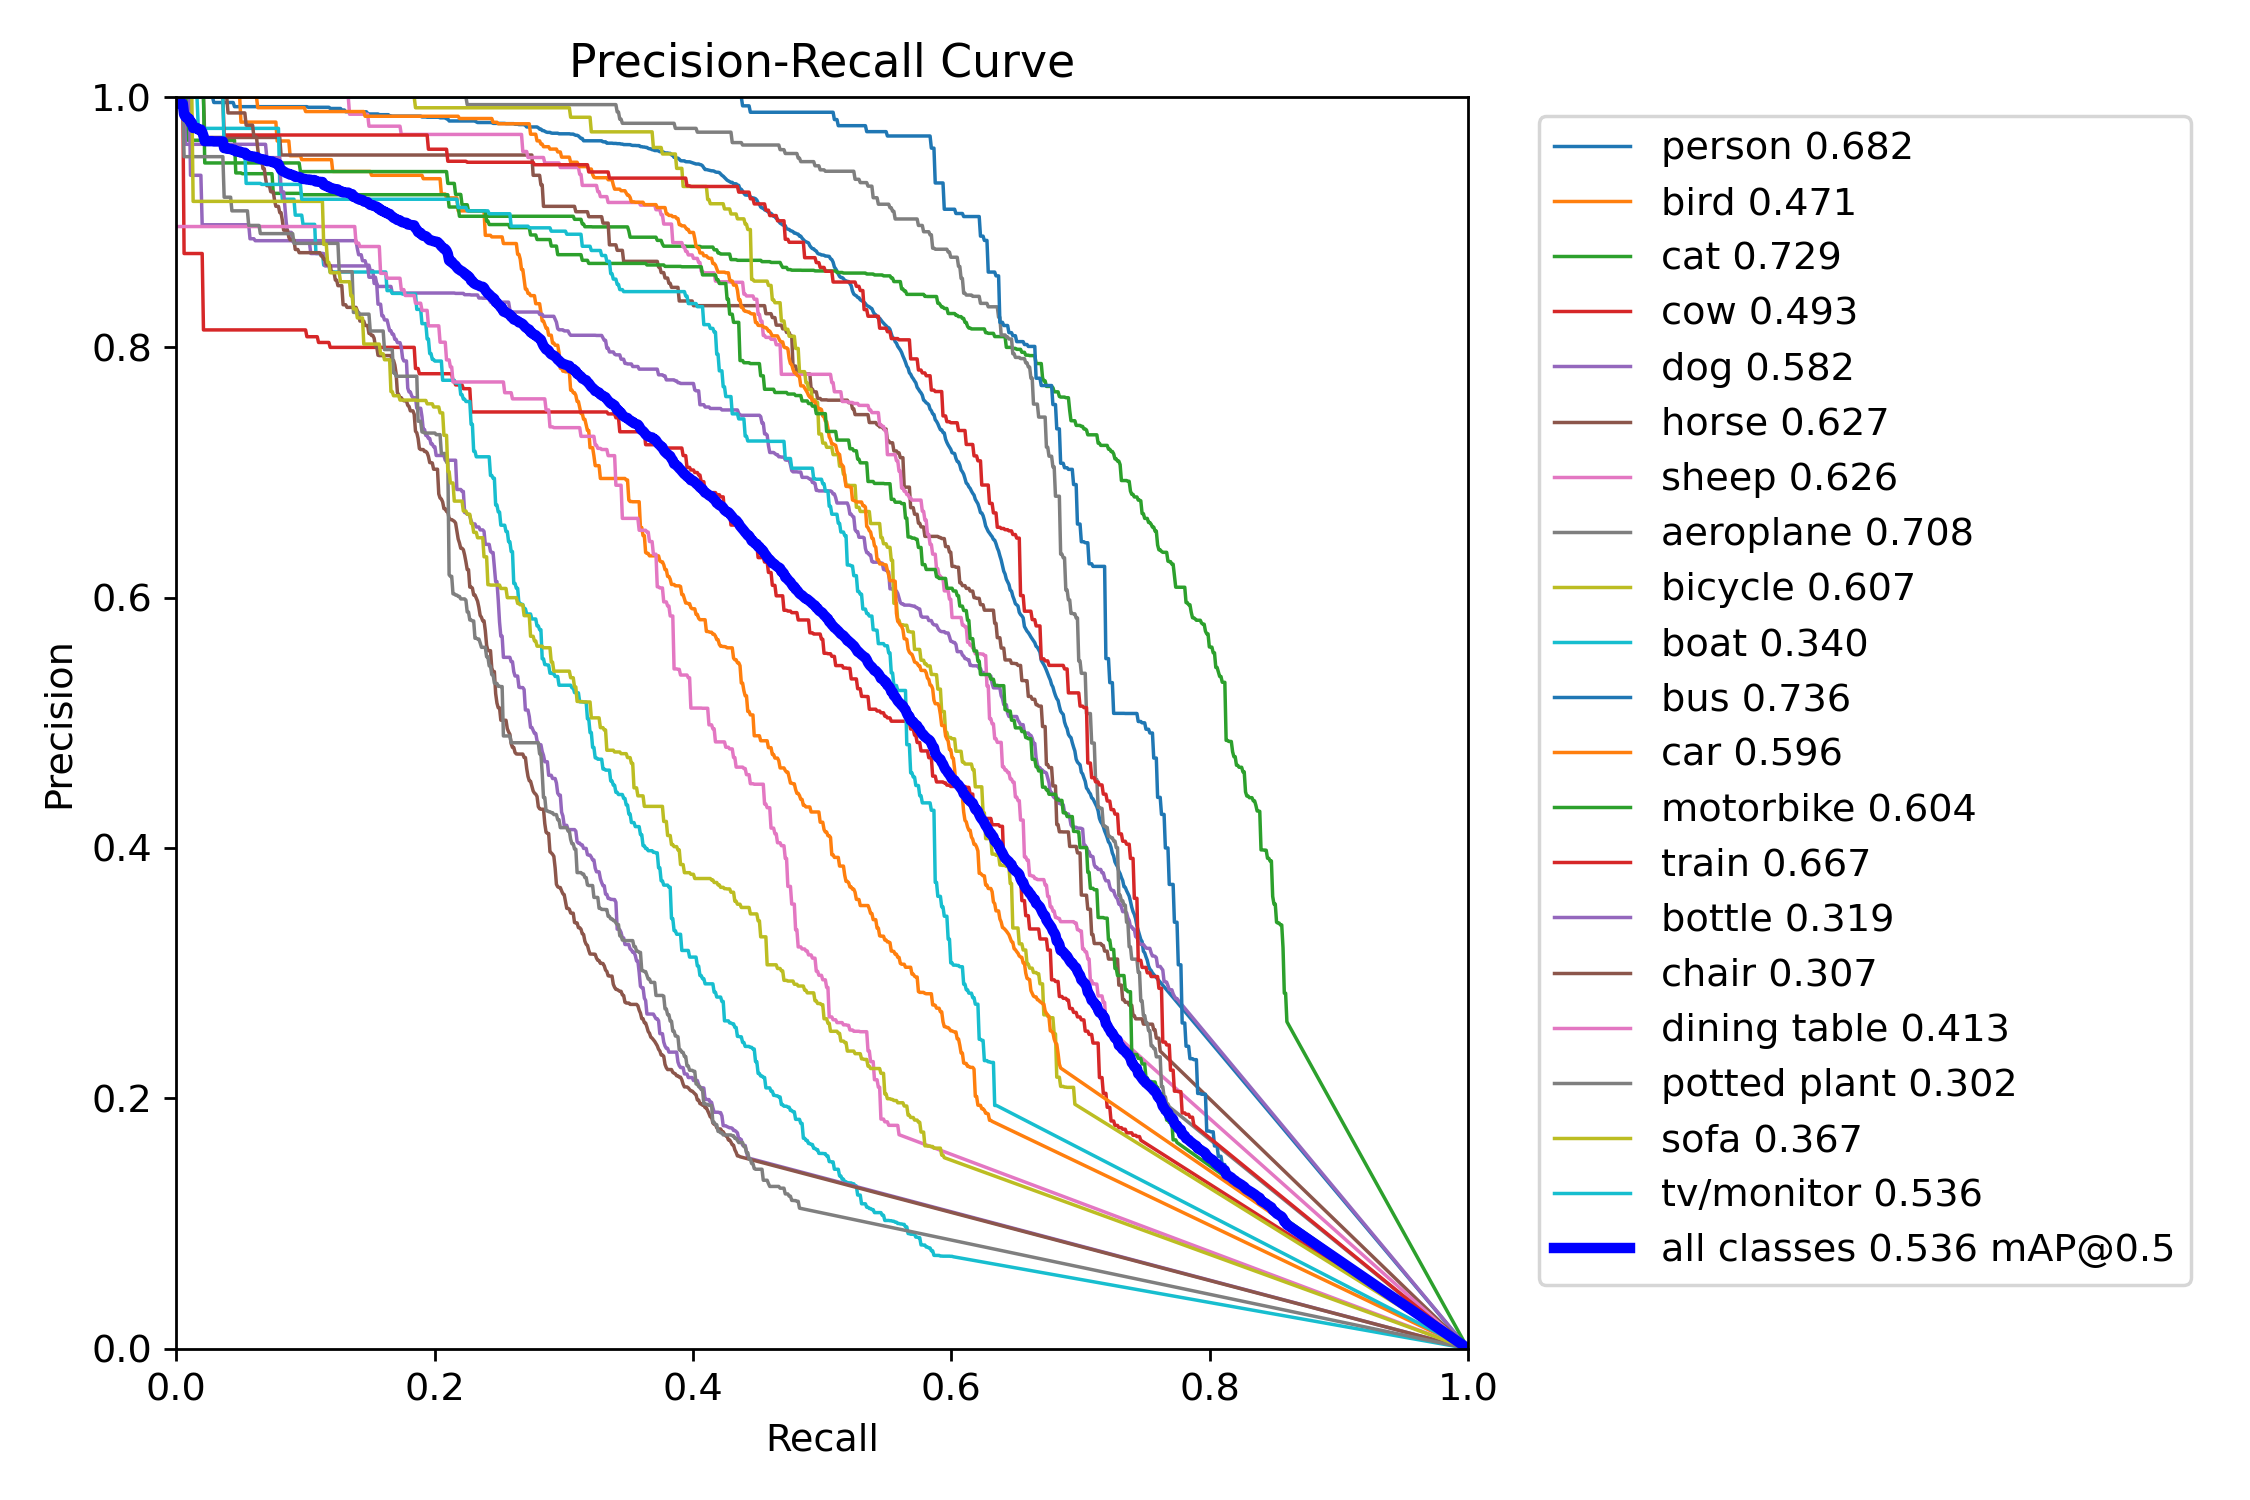 Precision-Recall Curve
1.0
0.8
0.6
0.4
0.2
0.0
Precision
0.0 0.2 0.4 0.6 0.8 1.0
Recall
person 0.682
bird 0.471
cat 0.729
cow 0.493
dog 0.582
horse 0.627
sheep 0.626
aeroplane 0.708
bicycle 0.607
boat 0.340
bus 0.736
car 0.596
motorbike 0.604
train 0.667
bottle 0.319
chair 0.307
dining table 0.413
potted plant 0.302
sofa 0.367
tv/monitor 0.536
all classes 0.536 mAP@0.5